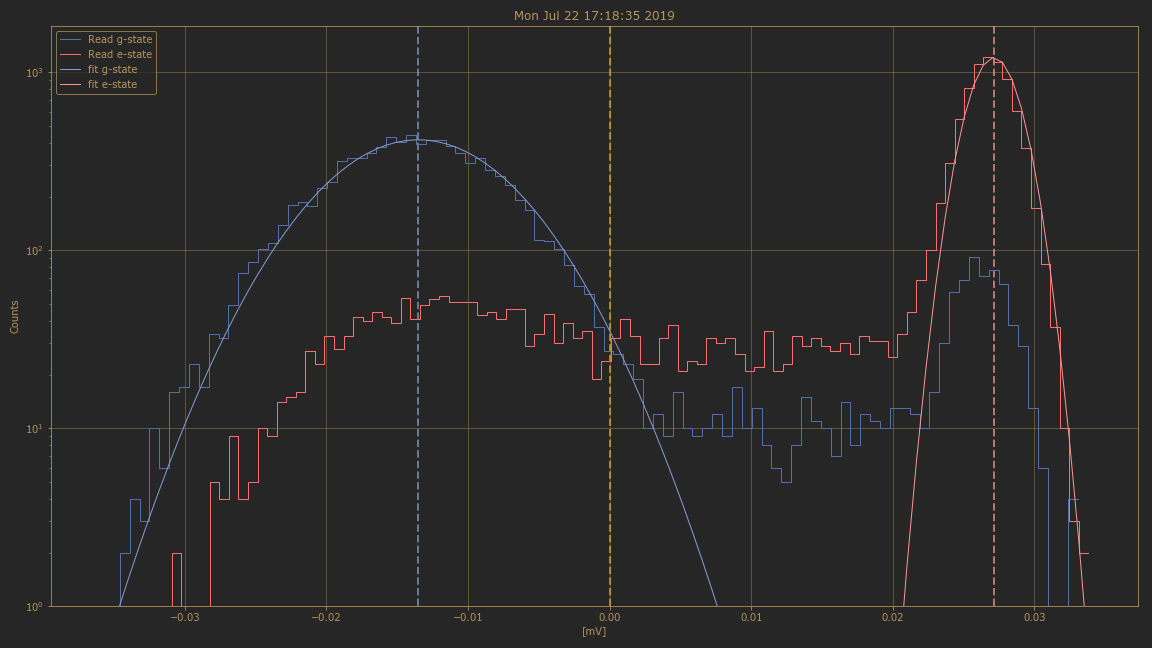 Mon Jul 22 17:18:35 2019
Read g-state
Read e-state
fit g-state
fit e-state
10³
10²
10¹
10⁰
Counts
−0.03
−0.02
−0.01
0.00
0.01
0.02
0.03
[mV]